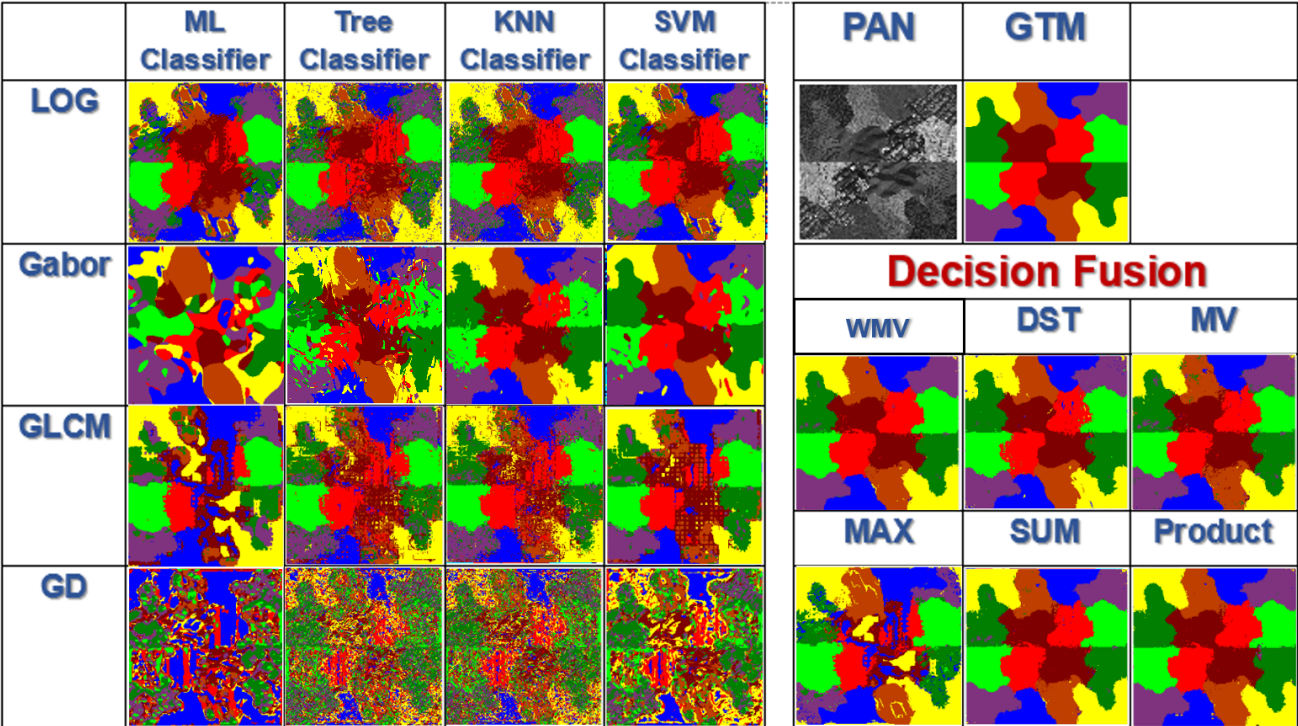 ML Classifier
Tree Classifier
KNN Classifier
SVM Classifier
PAN
GTM
LOG
Gabor
Decision Fusion
WMV
DST
MV
GLCM
MAX
SUM
Product
GD